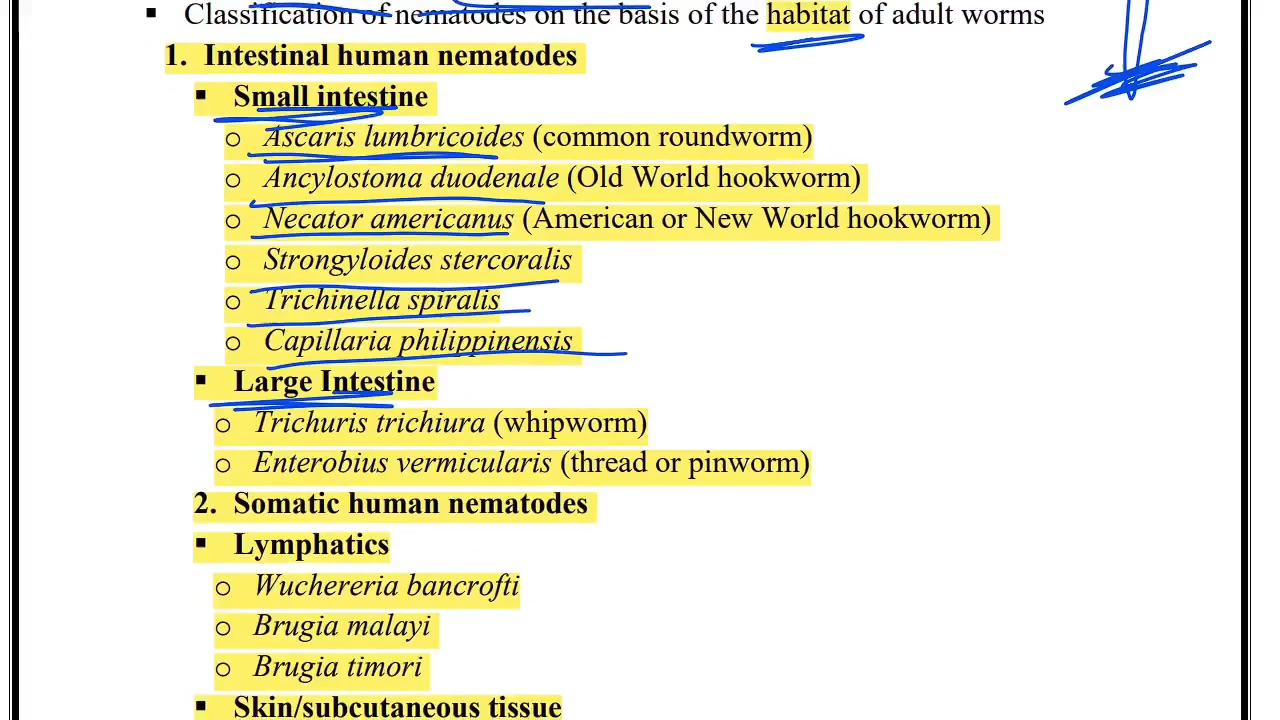 ▪ Classification of nematodes on the basis of the habitat of adult worms
1. Intestinal human nematodes
▪ Small intestine
o Ascaris lumbricoides (common roundworm)
o Ancylostoma duodenale (Old World hookworm)
o Necator americanus (American or New World hookworm)
o Strongyloides stercoralis
o Trichinella spiralis
o Capillaria philippinensis
▪ Large Intestine
o Trichuris trichiura (whipworm)
o Enterobius vermicularis (thread or pinworm)
2. Somatic human nematodes
▪ Lymphatics
o Wuchereria bancrofti
o Brugia malayi
o Brugia timori
▪ Skin/subcutaneous tissue